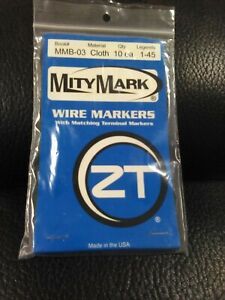 Book# Material Qty Legends
MMB-03 Cloth 10 ea 1-45
MITYMARK ®
WIRE MARKERS
With Matching Terminal Markers
ZT ®
Made in the USA